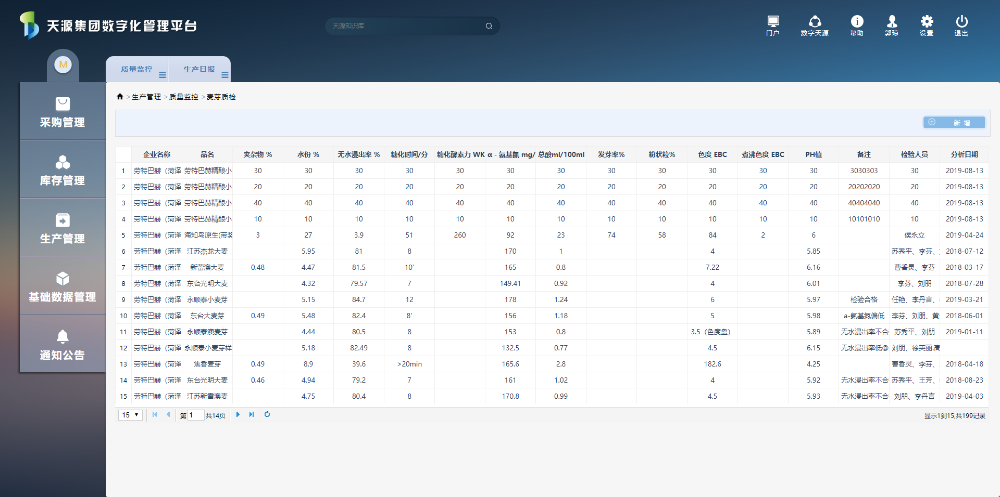 天源集团数字化管理平台
天源知识库
门户 数字天源 帮助 郭琼 设置 退出
M
质量监控 生产日报
采购管理
库存管理
生产管理
基础数据管理
通知公告
>生产管理 >质量监控 >麦芽质检
新 增
企业名称 品名 夹杂物 % 水份 % 无水浸出率 % 糖化时间/分 糖化酵素力 WK α - 氨基氮 mg/ 总酸ml/100ml 发芽率% 粉状粒% 色度 EBC 煮沸色度 EBC PH值 备注 检验人员 分析日期
1 劳特巴赫（菏泽 劳特巴赫精酿小 30 30 30 30 30 30 30 30 30 30 30 30 3030303 30 2019-08-13
2 劳特巴赫（菏泽 劳特巴赫精酿小 20 20 20 20 20 20 20 20 20 20 20 20 20202020 20 2019-08-13
3 劳特巴赫（菏泽 劳特巴赫精酿小 40 40 40 40 40 40 40 40 40 40 40 40 40404040 40 2019-08-13
4 劳特巴赫（菏泽 劳特巴赫精酿小 10 10 10 10 10 10 10 10 10 10 10 10 10101010 10 2019-08-13
5 劳特巴赫（菏泽 海知岛原生(带奖 3 27 3.9 51 260 92 23 74 58 84 2 6 侯永立 2019-04-24
6 劳特巴赫（菏泽 江苏杰龙大麦 5.95 81 8 170 1 4 5.85 苏秀平、李芬、 2018-07-12
7 劳特巴赫（菏泽 新蕾澳大麦 0.48 4.47 81.5 10' 165 0.8 7.22 6.16 曹香灵、李芬 2018-03-17
8 劳特巴赫（菏泽 东台光明大麦 4.32 79.57 7 149.41 0.92 4 6.01 李芬、刘朋 2018-07-28
9 劳特巴赫（菏泽 永顺泰小麦芽 5.15 84.7 12 178 1.24 6 5.97 检验合格 任艳、李丹言、 2019-03-21
10 劳特巴赫（菏泽 东台大麦芽 0.49 5.48 82.4 8' 156 1.18 5 5.98 a-氨基氮偏低 李芬、刘朋、黄 2018-06-01
11 劳特巴赫（菏泽 永顺泰澳麦芽 4.44 80.5 8 153 0.8 3.5（色度盘） 5.89 无水浸出率不合 苏秀平、刘朋 2019-01-11
12 劳特巴赫（菏泽 永顺泰小麦芽样 5.18 82.49 8 132.5 0.77 4.5 6.15 无水浸出率低@ 刘朋、徐英丽.高
13 劳特巴赫（菏泽 焦香麦芽 0.49 8.9 39.6 >20min 165.6 2.8 182.6 4.25 曹香灵、李芬、 2018-04-18
14 劳特巴赫（菏泽 东台光明大麦 0.46 4.94 79.2 7 161 1.02 4 5.92 无水浸出率不合 苏秀平、王芳、 2018-08-23
15 劳特巴赫（菏泽 江苏新雷澳麦 4.75 80.4 8 170.8 0.99 4.5 5.93 无水浸出率不合 刘朋、李丹言 2019-04-03
15 第 1 共14页 显示1到15,共199记录